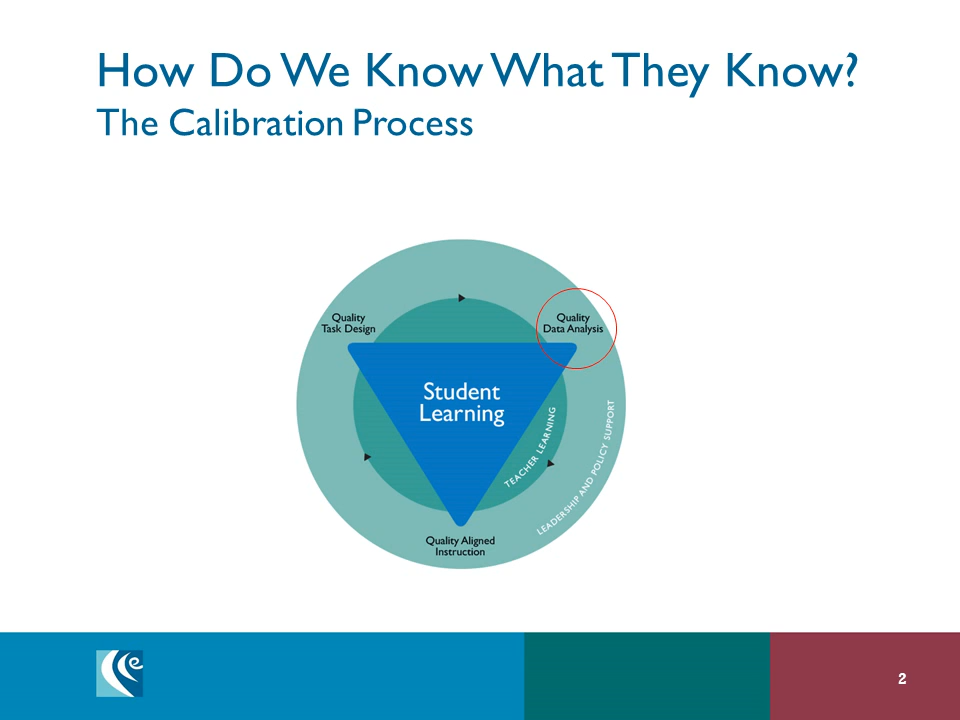 How Do We Know What They Know?
The Calibration Process
Quality
Task Design
Quality
Data Analysis
Student
Learning
TEACHER LEARNING
LEADERSHIP AND POLICY SUPPORT
Quality Aligned
Instruction
e
2